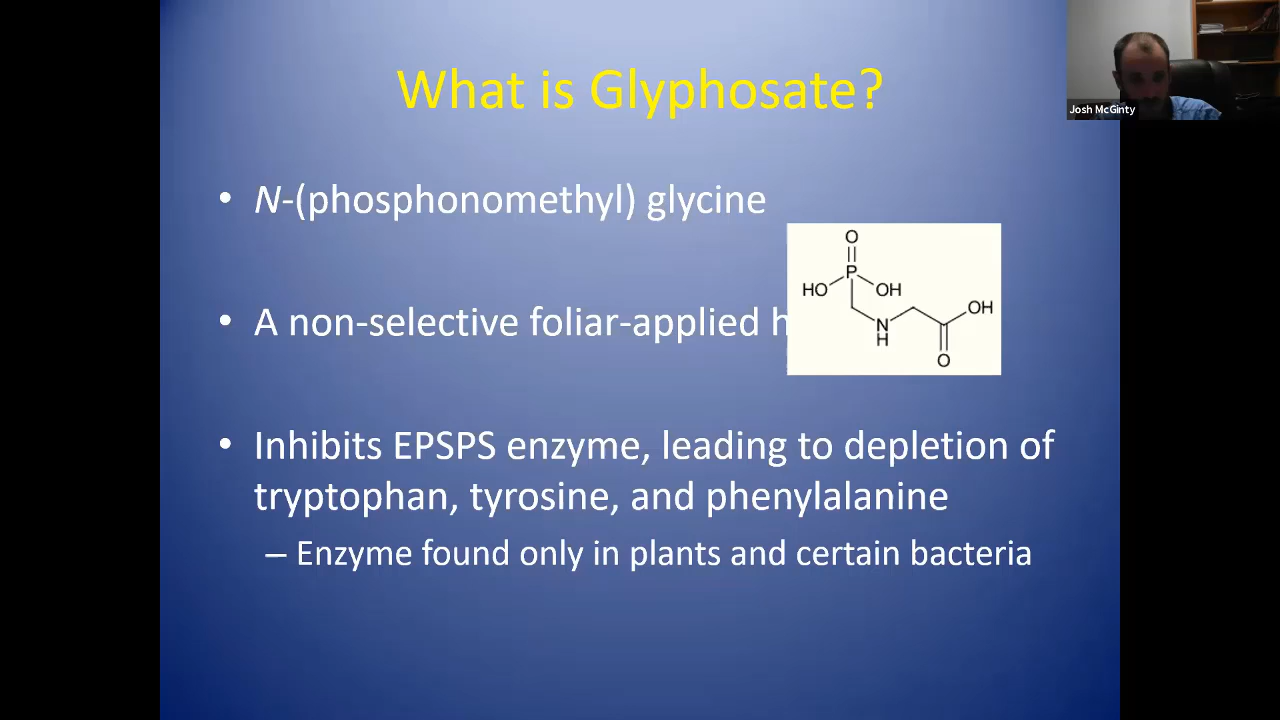 What is Glyphosate?
Josh McGinty
• N-(phosphonomethyl) glycine
• A non-selective foliar-applied h
O
P
HO
OH
N
H
OH
O
• Inhibits EPSPS enzyme, leading to depletion of
tryptophan, tyrosine, and phenylalanine
– Enzyme found only in plants and certain bacteria